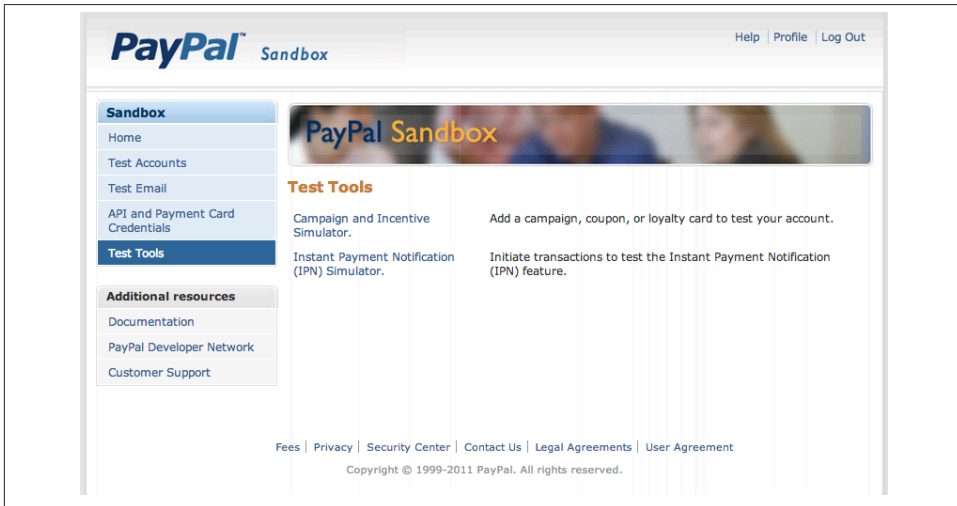 PayPal™ Sandbox
Help | Profile | Log Out
Sandbox
Home
Test Accounts
Test Email
API and Payment Card
Credentials
Test Tools
Additional resources
Documentation
PayPal Developer Network
Customer Support
PayPal Sandbox
Test Tools
Campaign and Incentive
Simulator.
Add a campaign, coupon, or loyalty card to test your account.
Instant Payment Notification
(IPN) Simulator.
Initiate transactions to test the Instant Payment Notification
(IPN) feature.
Fees | Privacy | Security Center | Contact Us | Legal Agreements | User Agreement
Copyright © 1999-2011 PayPal. All rights reserved.